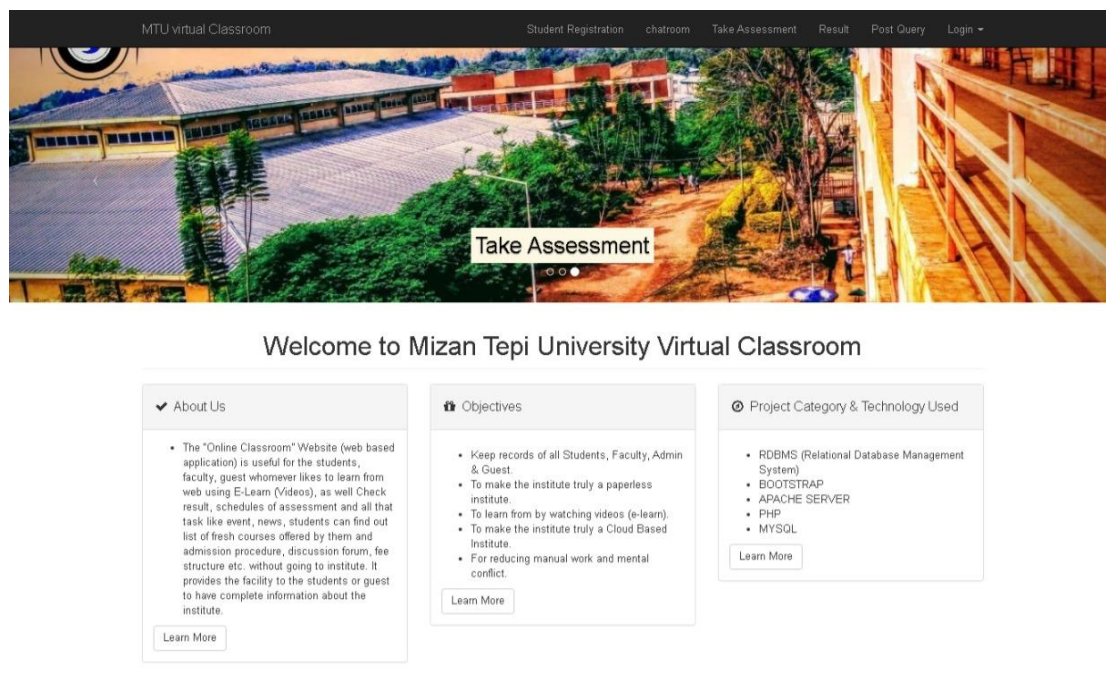 MTU virtual Classroom
Student Registration
chatroom
Take Assessment
Result
Post Query
Login
Take Assessment
Welcome to Mizan Tepi University Virtual Classroom
About Us
The "Online Classroom" Website (web based
application) is useful for the students,
faculty, guest whomever likes to learn from
web using E-Learn (Videos), as well Check
result, schedules of assessment and all that
task like event, news, students can find out
list of fresh courses offered by them and
admission procedure, discussion forum, fee
structure etc. without going to institute. It
provides the facility to the students or guest
to have complete information about the
institute.
Learn More
Objectives
Keep records of all Students, Faculty, Admin
& Guest.
To make the institute truly a paperless
institute.
To learn from by watching videos (e-learn).
To make the institute truly a Cloud Based
Institute.
For reducing manual work and mental
conflict.
Learn More
Project Category & Technology Used
RDBMS (Relational Database Management
System)
BOOTSTRAP
APACHE SERVER
PHP
MYSQL
Learn More